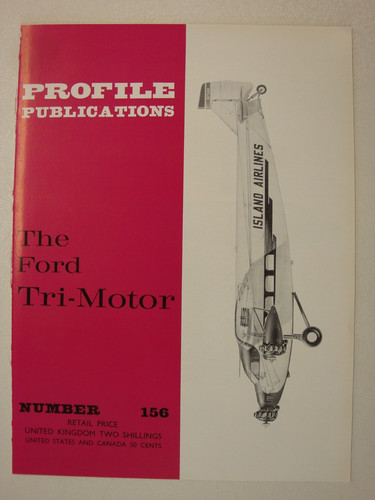 PROFILE
PUBLICATIONS
ISLAND AIRLINES
The
Ford
Tri-Motor
NUMBER 156
RETAIL PRICE
UNITED KINGDOM TWO SHILLINGS
UNITED STATES AND CANADA 50 CENTS